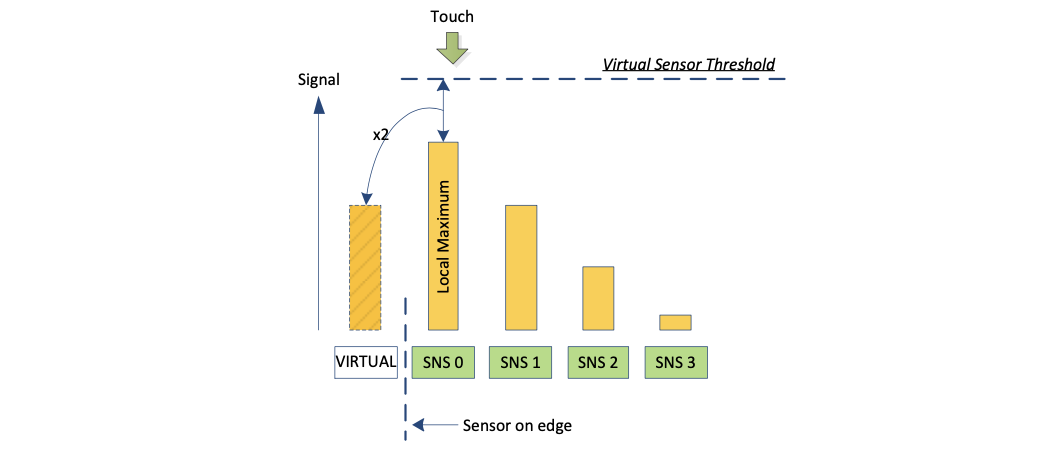 Touch
Virtual Sensor Threshold
Signal
x2
Local Maximum
VIRTUAL
SNS 0
SNS 1
SNS 2
SNS 3
Sensor on edge